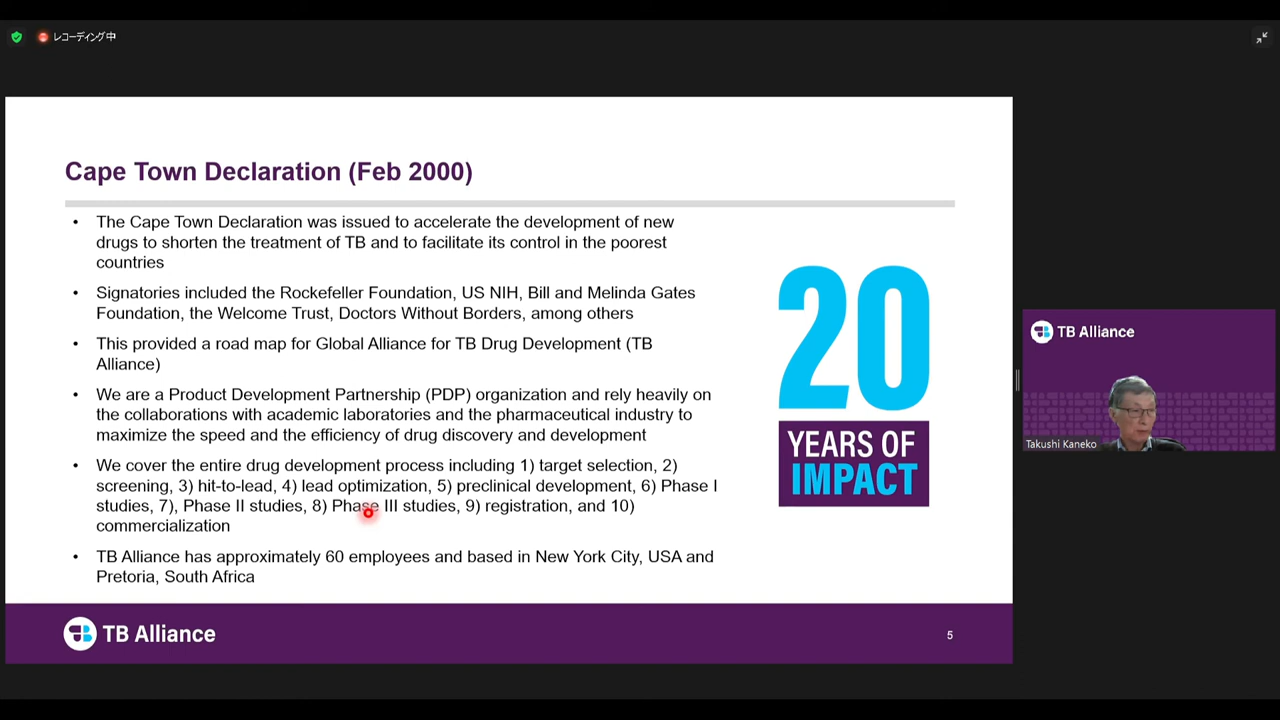 レコーディング中
Cape Town Declaration (Feb 2000)
• The Cape Town Declaration was issued to accelerate the development of new
drugs to shorten the treatment of TB and to facilitate its control in the poorest
countries
• Signatories included the Rockefeller Foundation, US NIH, Bill and Melinda Gates
Foundation, the Welcome Trust, Doctors Without Borders, among others
• This provided a road map for Global Alliance for TB Drug Development (TB
Alliance)
• We are a Product Development Partnership (PDP) organization and rely heavily on
the collaborations with academic laboratories and the pharmaceutical industry to
maximize the speed and the efficiency of drug discovery and development
• We cover the entire drug development process including 1) target selection, 2)
screening, 3) hit-to-lead, 4) lead optimization, 5) preclinical development, 6) Phase I
studies, 7), Phase II studies, 8) Phase III studies, 9) registration, and 10)
commercialization
• TB Alliance has approximately 60 employees and based in New York City, USA and
Pretoria, South Africa
20
YEARS OF
IMPACT
TB Alliance
5
TB Alliance
Takushi Kaneko